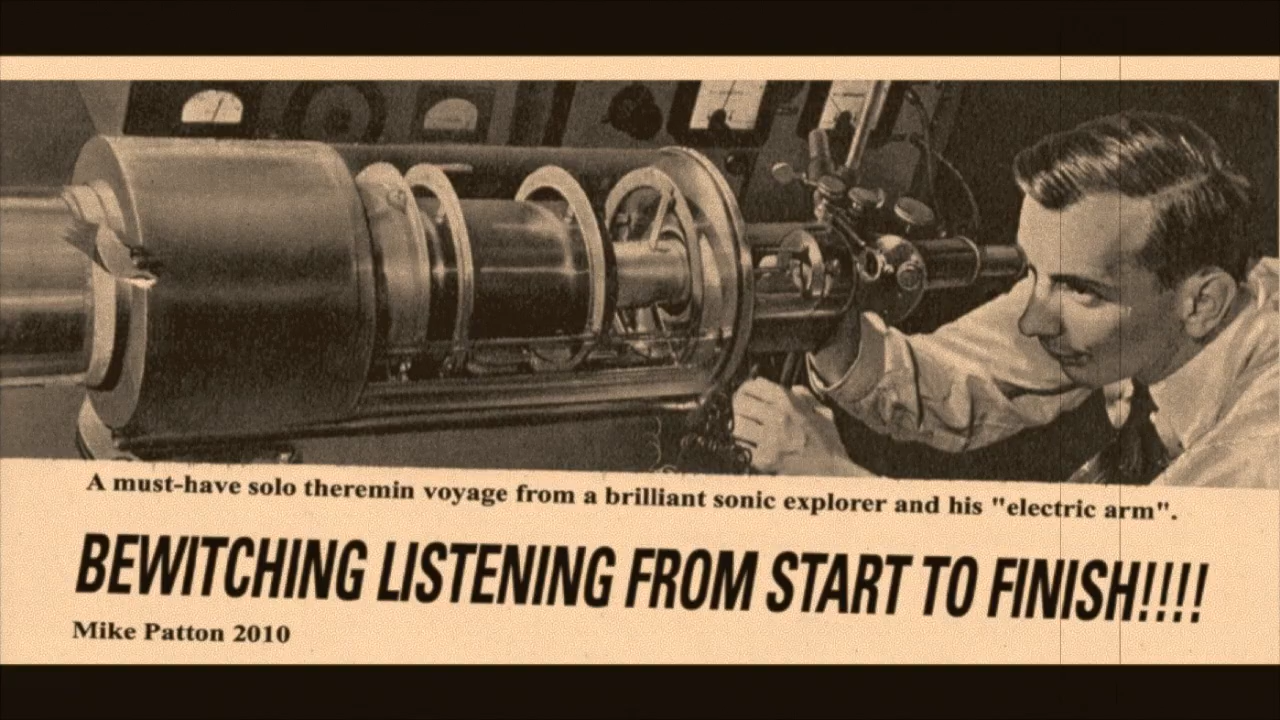 A must-have solo theremin voyage from a brilliant sonic explorer and his "electric arm".
BEWITCHING LISTENING FROM START TO FINISH!!!!
Mike Patton 2010